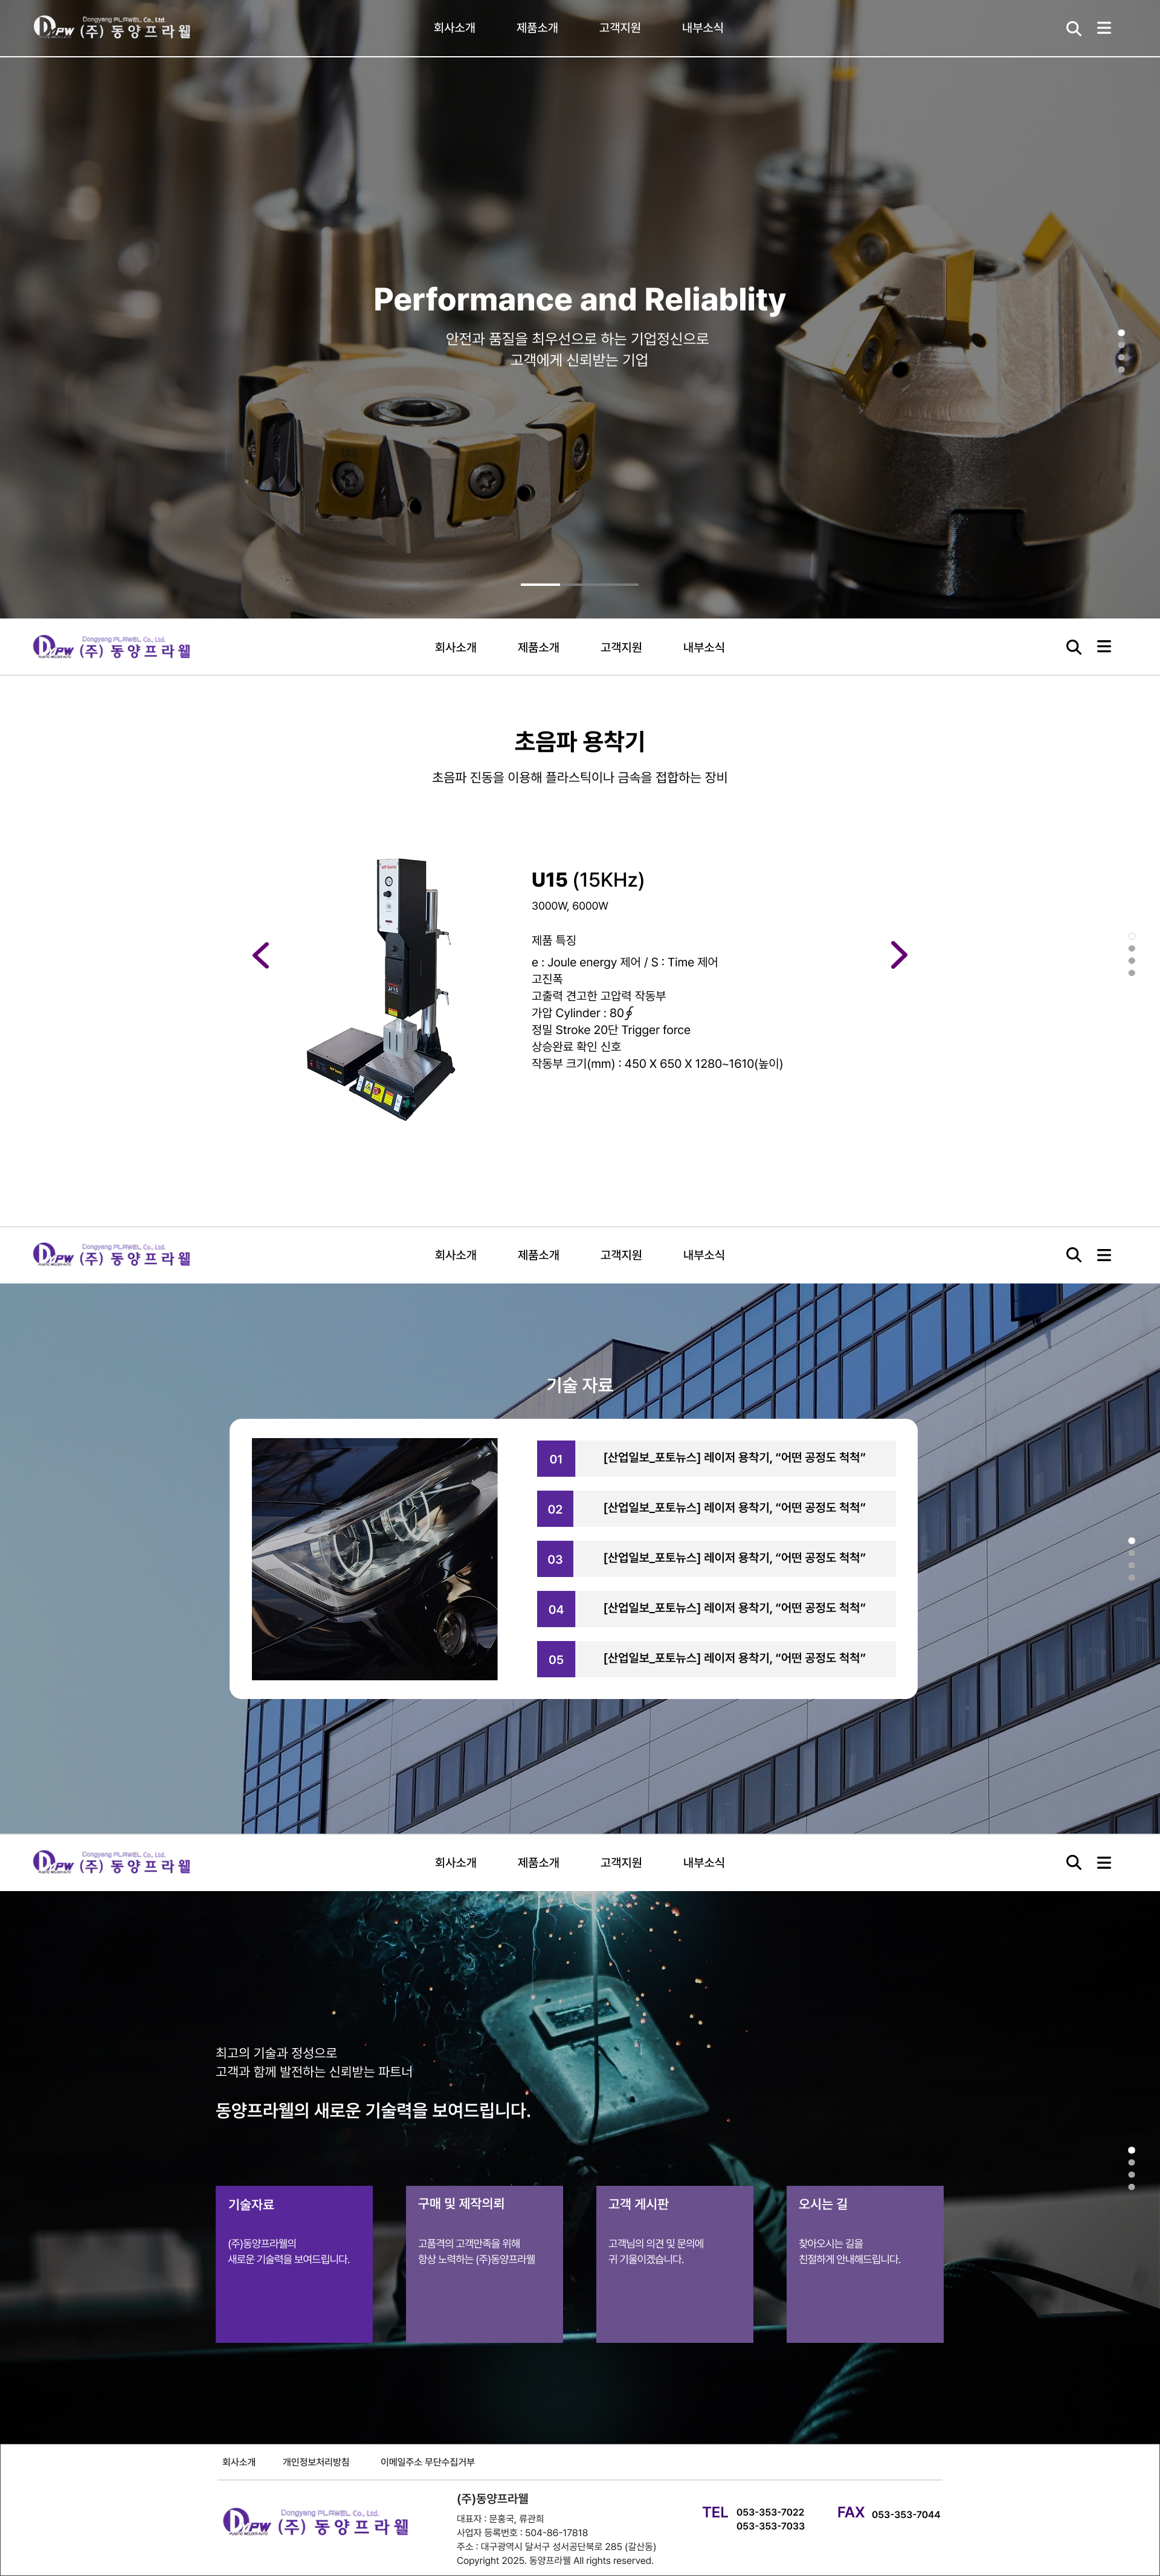 Dongyang PLAWEL Co., Ltd.
DYPW (주) 동양프라웰
회사소개 제품소개 고객지원 내부소식
Performance and Reliablity
안전과 품질을 최우선으로 하는 기업정신으로
고객에게 신뢰받는 기업
Dongyang PLAWEL Co., Ltd.
DYPW (주) 동양프라웰
PLASTIC WELDER AUTO
회사소개 제품소개 고객지원 내부소식
초음파 용착기
초음파 진동을 이용해 플라스틱이나 금속을 접합하는 장비
U15 (15KHz)
3000W, 6000W
제품 특징
e : Joule energy 제어 / S : Time 제어
고진폭
고출력 견고한 고압력 작동부
가압 Cylinder : 80∮
정밀 Stroke 20단 Trigger force
상승완료 확인 신호
작동부 크기(mm) : 450 X 650 X 1280~1610(높이)
U15
Dongyang PLAWEL Co., Ltd.
DYPW (주) 동양프라웰
PLASTIC WELDER AUTO
회사소개 제품소개 고객지원 내부소식
기술 자료
01 [산업일보_포토뉴스] 레이저 용착기, “어떤 공정도 척척”
02 [산업일보_포토뉴스] 레이저 용착기, “어떤 공정도 척척”
03 [산업일보_포토뉴스] 레이저 용착기, “어떤 공정도 척척”
04 [산업일보_포토뉴스] 레이저 용착기, “어떤 공정도 척척”
05 [산업일보_포토뉴스] 레이저 용착기, “어떤 공정도 척척”
Dongyang PLAWEL Co., Ltd.
DYPW (주) 동양프라웰
PLASTIC WELDER AUTO
회사소개 제품소개 고객지원 내부소식
최고의 기술과 정성으로
고객과 함께 발전하는 신뢰받는 파트너
동양프라웰의 새로운 기술력을 보여드립니다.
기술자료
(주)동양프라웰의
새로운 기술력을 보여드립니다.
구매 및 제작의뢰
고품격의 고객만족을 위해
항상 노력하는 (주)동양프라웰
고객 게시판
고객님의 의견 및 문의에
귀 기울이겠습니다.
오시는 길
찾아오시는 길을
친절하게 안내해드립니다.
회사소개 개인정보처리방침 이메일주소 무단수집거부
Dongyang PLAWEL Co., Ltd.
DYPW (주) 동양프라웰
PLASTIC WELDER AUTO
(주)동양프라웰
대표자 : 문홍국, 류관희
사업자 등록번호 : 504-86-17818
주소 : 대구광역시 달서구 성서공단북로 285 (갈산동)
Copyright 2025. 동양프라웰 All rights reserved.
TEL 053-353-7022
053-353-7033
FAX 053-353-7044